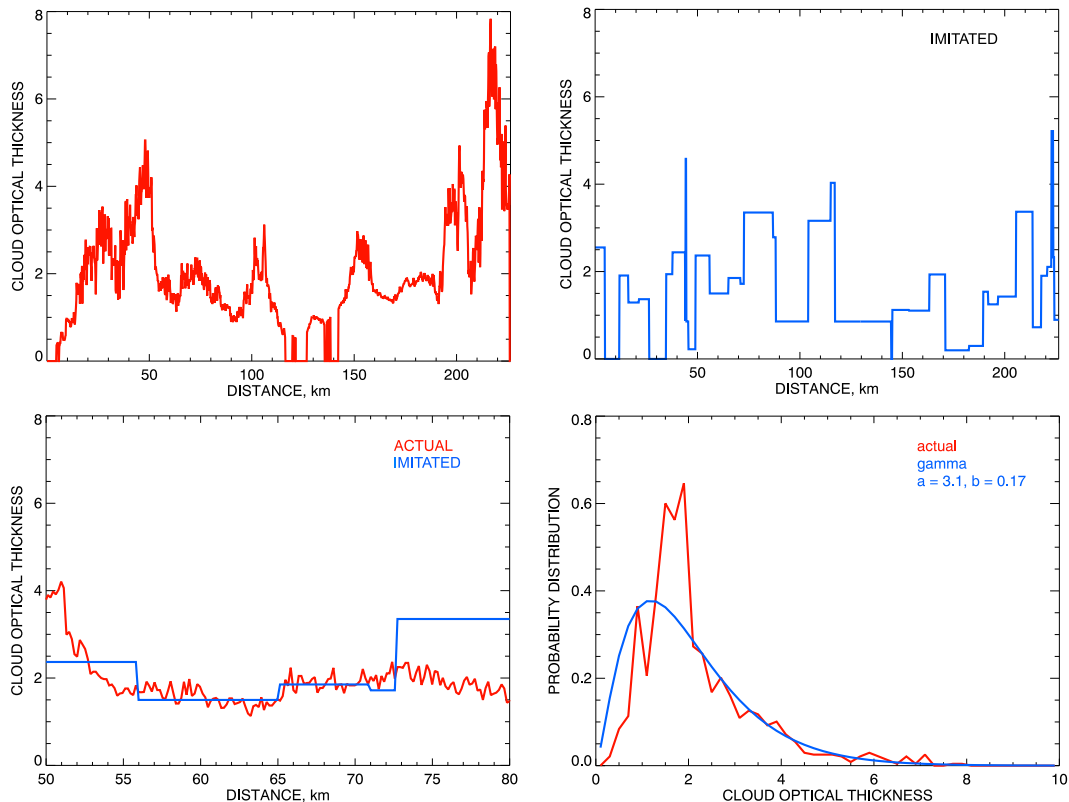 8
6
4
2
0
CLOUD OPTICAL THICKNESS
50
100
150
200
DISTANCE, km
IMITATED
8
6
4
2
0
CLOUD OPTICAL THICKNESS
50
100
150
200
DISTANCE, km
ACTUAL
IMITATED
8
6
4
2
0
CLOUD OPTICAL THICKNESS
50
55
60
65
70
75
80
DISTANCE, km
actual
gamma
a = 3.1, b = 0.17
0.8
0.6
0.4
0.2
0.0
PROBABILITY DISTRIBUTION
0
2
4
6
8
10
CLOUD OPTICAL THICKNESS